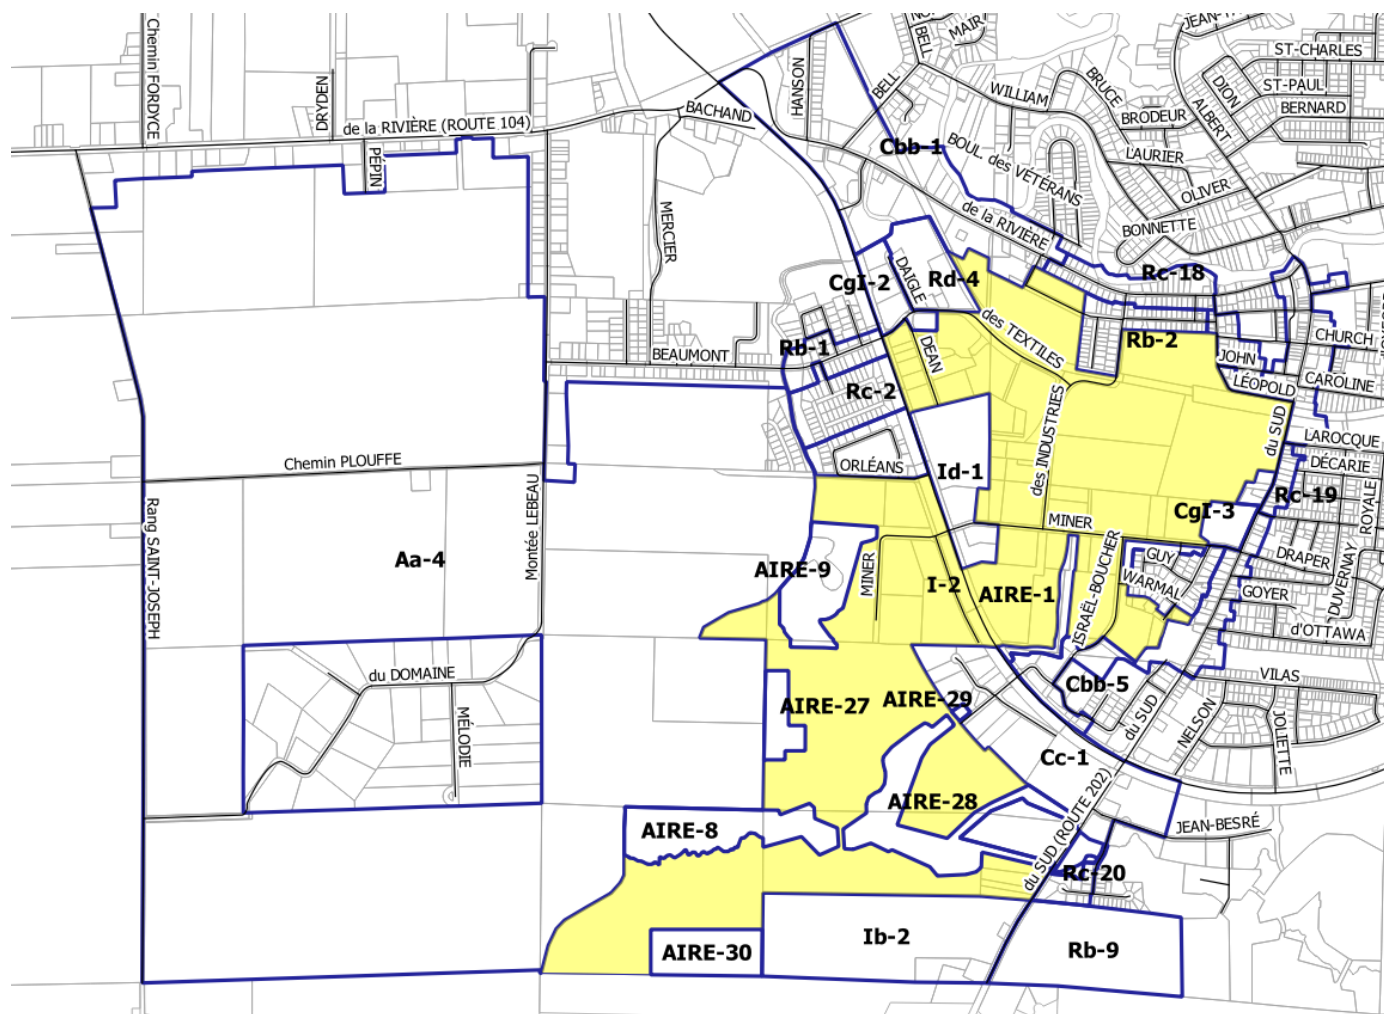 Chemin FORDYCE
DRYDEN
de la RIVIÈRE (ROUTE 104)
PÉPIN
BACHAND
HANSON
BELL
BELL
MAIR
WILLIAM
BRUCE
BRODEUR
ALBERT
DION
ST-CHARLES
ST-PAUL
BERNARD
LAURIER
OLIVER
BONNETTE
Cbb-1
BOUL. des VÉTÉRANS
de la RIVIÈRE
MERCIER
Rc-18
CgI-2
DAIGLE
Rd-4
des TEXTILES
Rb-1
BEAUMONT
DEAN
Rb-2
JOHN
CHURCH
LÉOPOLD
CAROLINE
Rc-2
des INDUSTRIES
du SUD
LAROCQUE
DÉCARIE
ROYALE
Chemin PLOUFFE
ORLÉANS
Id-1
Rc-19
CgI-3
MINER
Rang SAINT-JOSEPH
Montée LEBEAU
Aa-4
AIRE-9
MINER
I-2
AIRE-1
ISRAËL-BOUCHER
GUY
WARMAL
DRAPER
DUVERNAY
GOYER
d'OTTAWA
du DOMAINE
MÉLODIE
AIRE-27
AIRE-29
Cbb-5
VILAS
du SUD
NELSON
JOLIETTE
Cc-1
AIRE-28
AIRE-8
du SUD (ROUTE 202)
JEAN-BESRÉ
Rc-20
AIRE-30
Ib-2
Rb-9